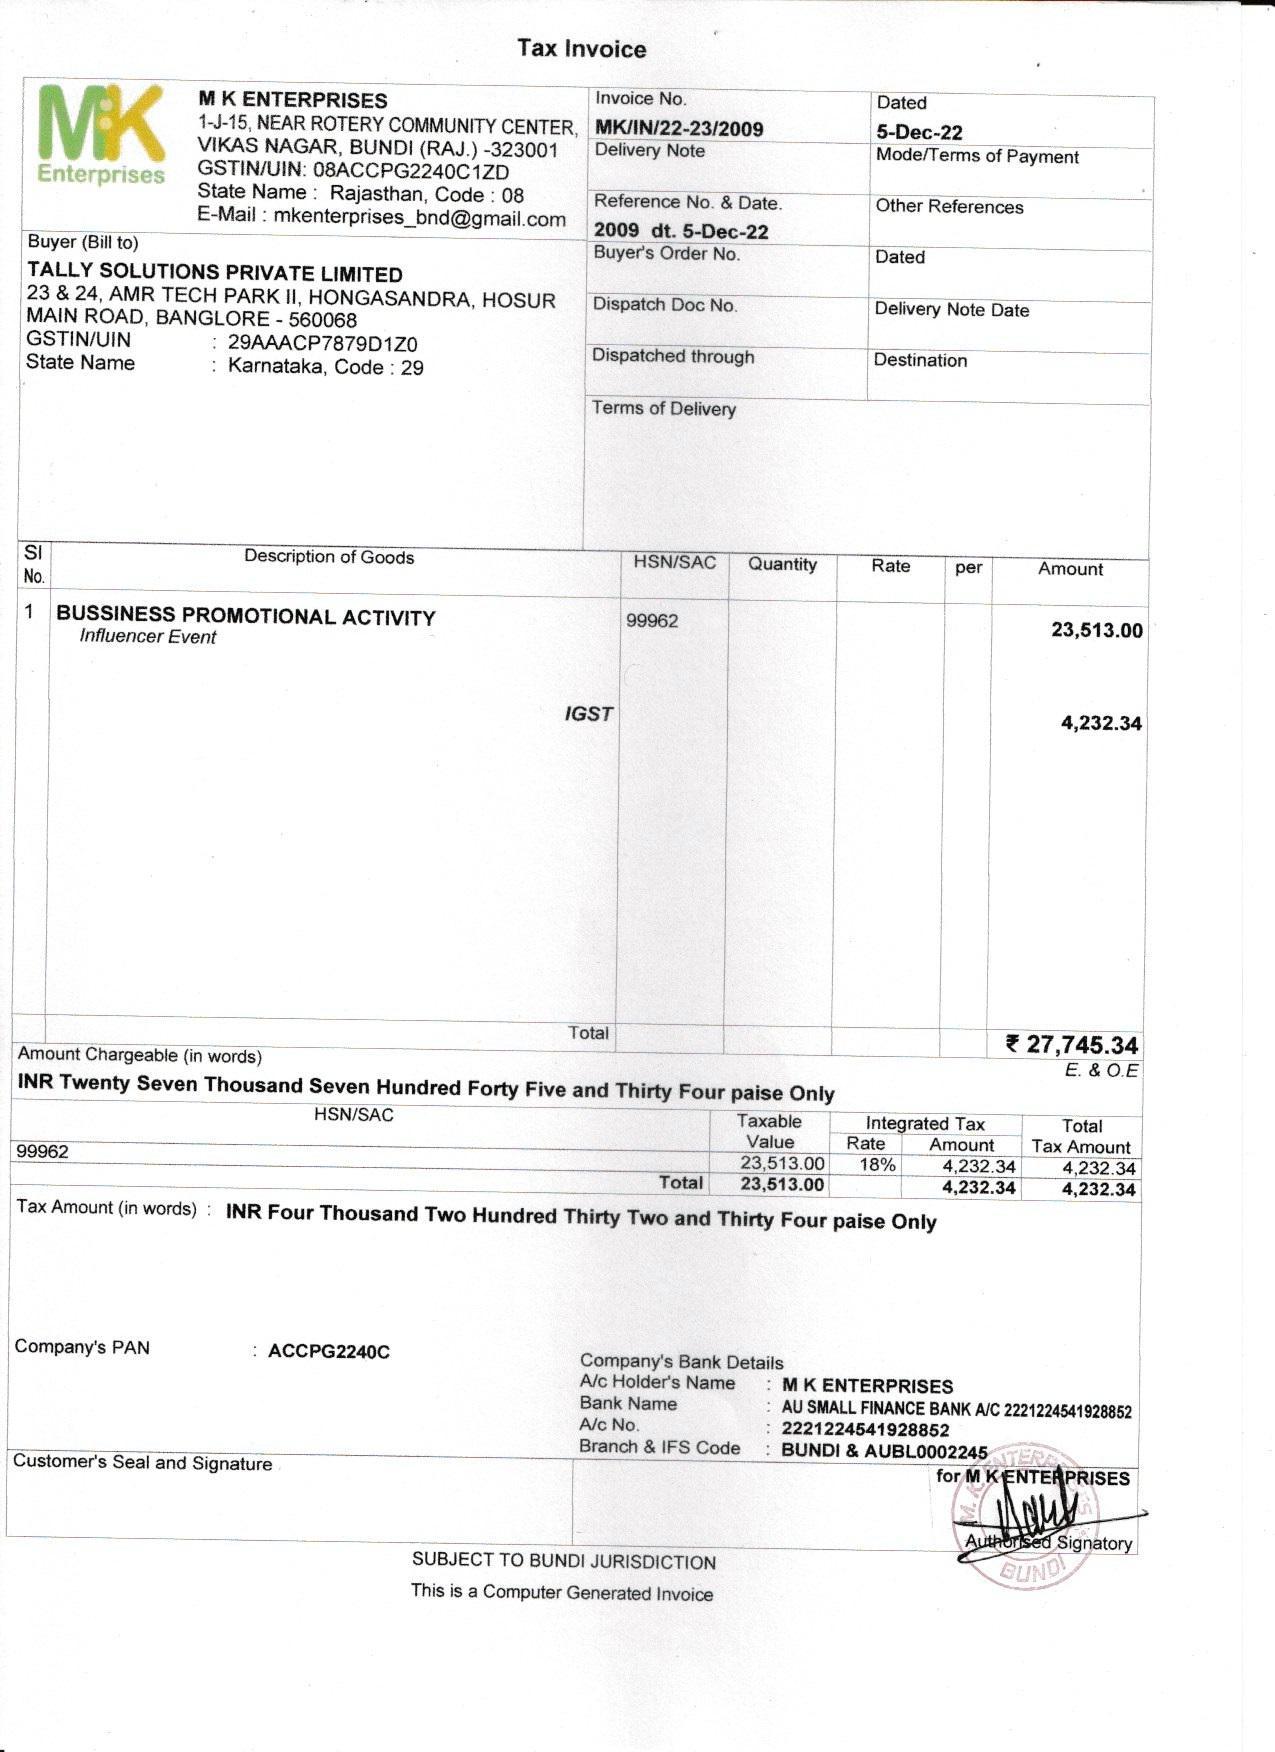 Tax Invoice
MK
Enterprises
M K ENTERPRISES
1-J-15, NEAR ROTERY COMMUNITY CENTER,
VIKAS NAGAR, BUNDI (RAJ.) -323001
GSTIN/UIN: 08ACCPG2240C1ZD
State Name : Rajasthan, Code : 08
E-Mail : mkenterprises_bnd@gmail.com
Invoice No.
MK/IN/22-23/2009
Dated
5-Dec-22
Delivery Note
Mode/Terms of Payment
Reference No. & Date.
2009 dt. 5-Dec-22
Other References
Buyer (Bill to)
TALLY SOLUTIONS PRIVATE LIMITED
23 & 24, AMR TECH PARK II, HONGASANDRA, HOSUR
MAIN ROAD, BANGLORE - 560068
GSTIN/UIN : 29AAACP7879D1Z0
State Name : Karnataka, Code : 29
Buyer's Order No.
Dated
Dispatch Doc No.
Delivery Note Date
Dispatched through
Destination
Terms of Delivery
SI No. Description of Goods HSN/SAC Quantity Rate per Amount
1 BUSSINESS PROMOTIONAL ACTIVITY 99962 23,513.00
Influencer Event
IGST 4,232.34
Total ₹ 27,745.34
Amount Chargeable (in words) E. & O.E
INR Twenty Seven Thousand Seven Hundred Forty Five and Thirty Four paise Only
HSN/SAC Taxable Value Integrated Tax Total Tax Amount
Rate Amount
99962 23,513.00 18% 4,232.34 4,232.34
Total 23,513.00 4,232.34 4,232.34
Tax Amount (in words) : INR Four Thousand Two Hundred Thirty Two and Thirty Four paise Only
Company's PAN : ACCPG2240C
Company's Bank Details
A/c Holder's Name : M K ENTERPRISES
Bank Name : AU SMALL FINANCE BANK A/C 2221224541928852
A/c No. : 2221224541928852
Branch & IFS Code : BUNDI & AUBL0002245
Customer's Seal and Signature
for M K ENTERPRISES
M. K. ENTERPRISES
BUNDI
Authorised Signatory
SUBJECT TO BUNDI JURISDICTION
This is a Computer Generated Invoice